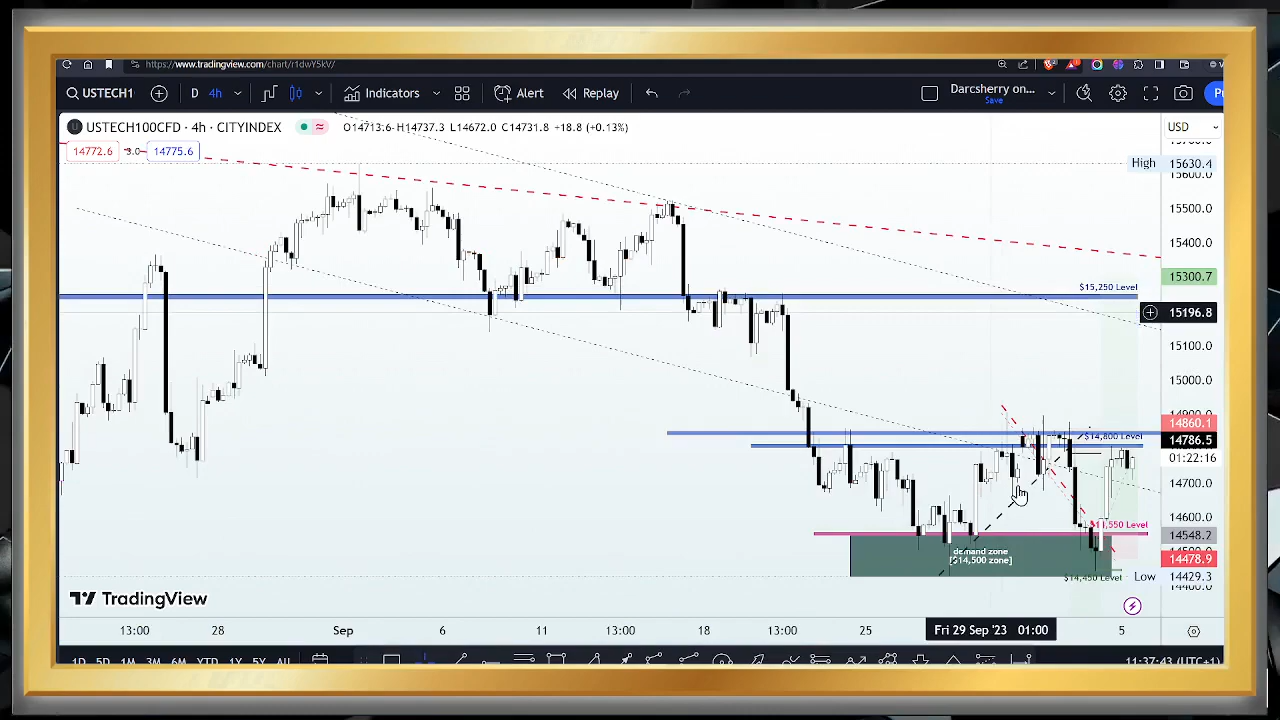 https://www.tradingview.com/chart/r1dwY5kV/
USTECH1 D 4h Indicators Alert Replay Darcsherry on... Save
USTECH100CFD · 4h · CITYINDEX O14713.6 H14737.3 L14672.0 C14731.8 +18.8 (+0.13%) USD
14772.6 3.0 14775.6
High 15630.4
15600.0
15500.0
15400.0
15300.7
$15,250 Level
15196.8
15100.0
15000.0
14900.0
14860.1
$14,800 Level 14786.5
01:22:16
14700.0
14600.0
14548.2
demand zone
[$14,500 zone] 14478.9
$14,450 Level Low 14429.3
14400.0
TradingView
13:00 28 Sep 6 11 13:00 18 13:00 25 Fri 29 Sep '23 01:00 5
1D 5D 1M 3M 6M YTD 1Y 5Y All 11:37:43 (UTC+1)